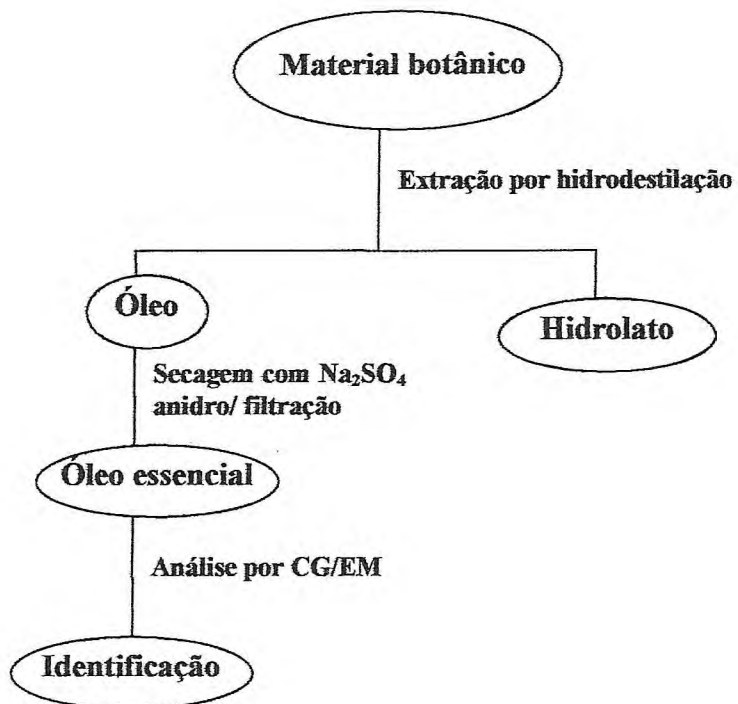 Material botânico
Extração por hidrodestilação
Óleo
Hidrolato
Secagem com Na₂SO₄
anidro/ filtração
Óleo essencial
Análise por CG/EM
Identificação